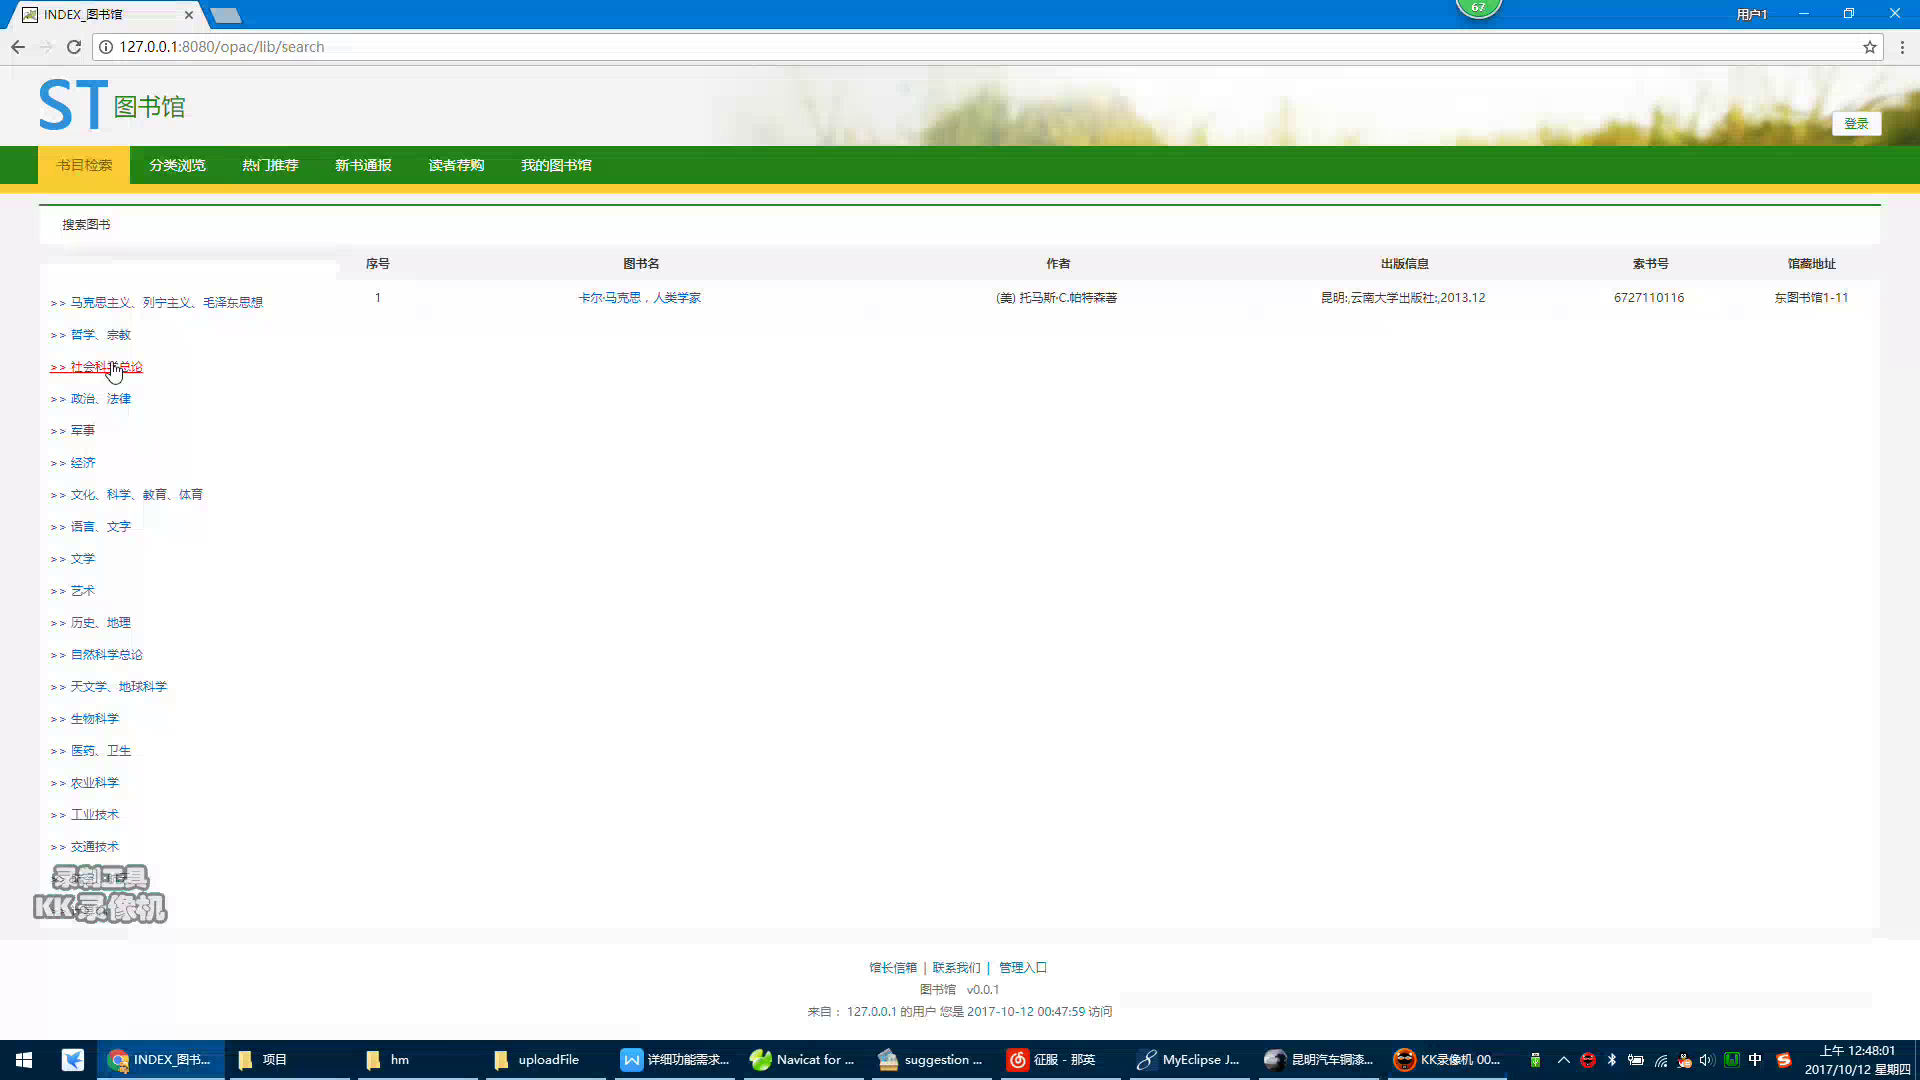 INDEX_图书馆
67
用户1
127.0.0.1:8080/opac/lib/search
ST 图书馆
登录
书目检索 分类浏览 热门推荐 新书通报 读者荐购 我的图书馆
搜索图书
序号 图书名 作者 出版信息 索书号 馆藏地址
1 卡尔·马克思，人类学家 (美) 托马斯·C.帕特森著 昆明:,云南大学出版社:,2013.12 6727110116 东图书馆1-11
>> 马克思主义、列宁主义、毛泽东思想
>> 哲学、宗教
>> 社会科学总论
>> 政治、法律
>> 军事
>> 经济
>> 文化、科学、教育、体育
>> 语言、文字
>> 文学
>> 艺术
>> 历史、地理
>> 自然科学总论
>> 天文学、地球科学
>> 生物科学
>> 医药、卫生
>> 农业科学
>> 工业技术
>> 交通技术
录制工具
KK录像机
馆长信箱 | 联系我们 | 管理入口
图书馆 v0.0.1
来自： 127.0.0.1 的用户 您是 2017-10-12 00:47:59 访问
INDEX_图书... 项目 hm uploadFile 详细功能需求... Navicat for ... suggestion ... 征服 - 那英 MyEclipse J... 昆明汽车铜漆... KK录像机 00... 中
上午 12:48:01
2017/10/12 星期四